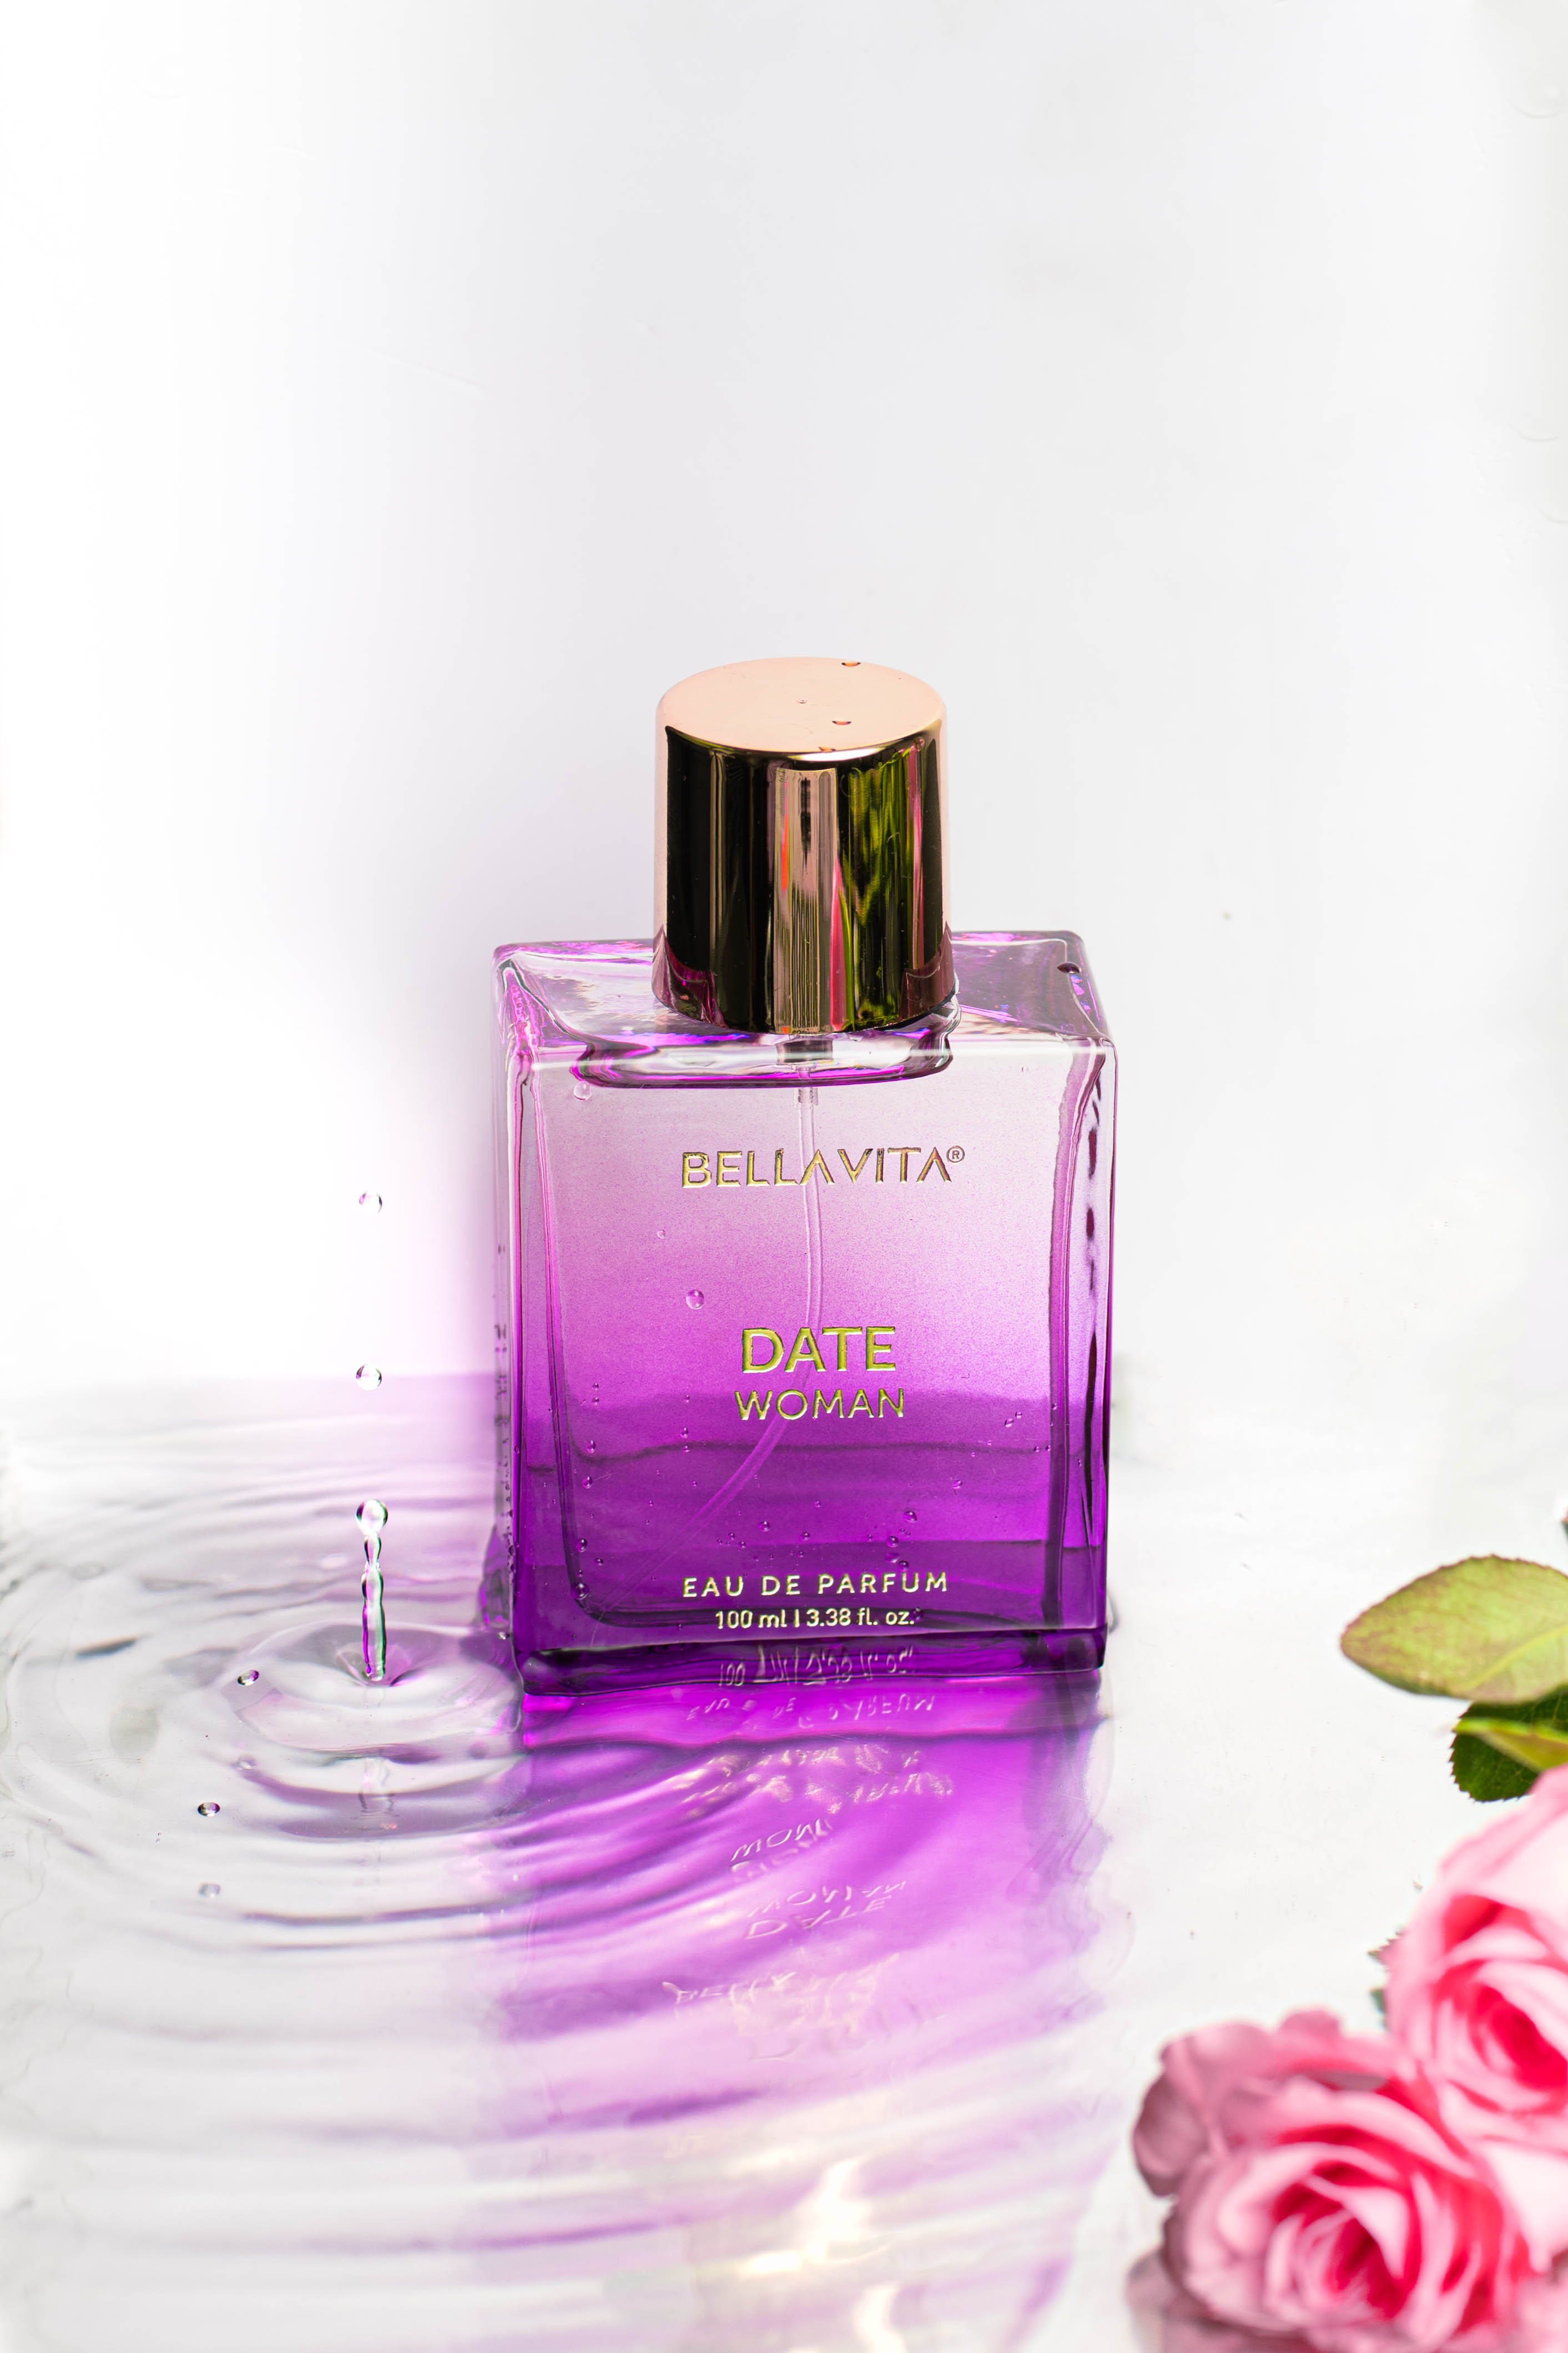 BELLAVITA®
DATE
WOMAN
EAU DE PARFUM
100 ml | 3.38 fl. oz.